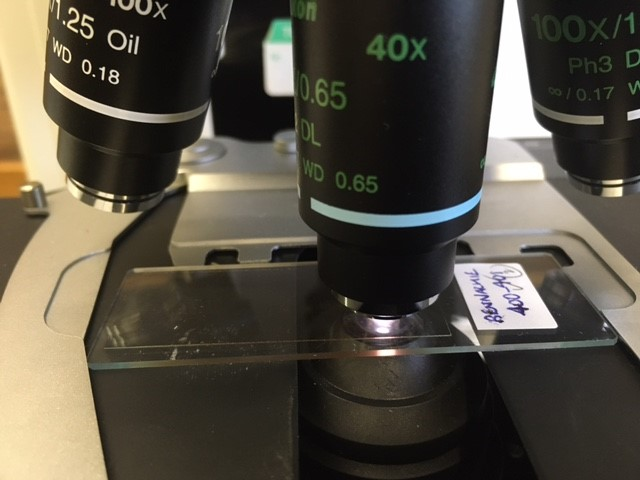 100x
/1.25 Oil
WD 0.18
40x
/0.65
DL
WD 0.65
100x/1
Ph3 D
∞/0.17 W